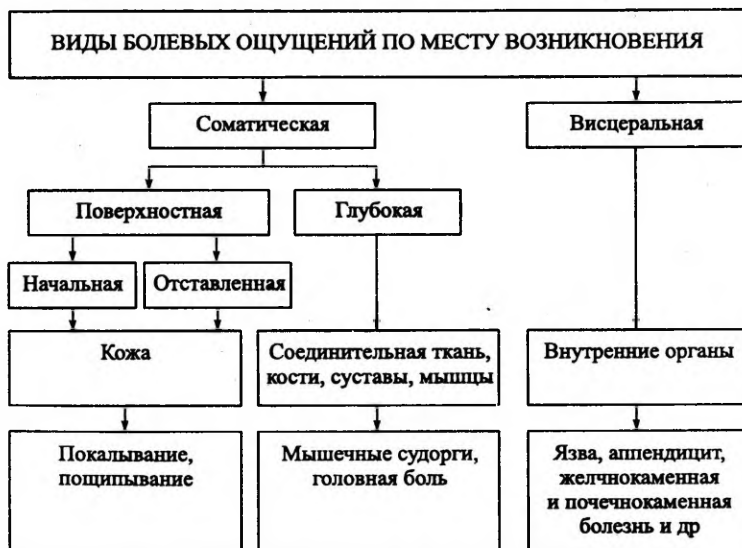 ВИДЫ БОЛЕВЫХ ОЩУЩЕНИЙ ПО МЕСТУ ВОЗНИКНОВЕНИЯ
Соматическая
Висцеральная
Поверхностная
Глубокая
Начальная
Отставленная
Кожа
Соединительная ткань,
кости, суставы, мышцы
Внутренние органы
Покалывание,
пощипывание
Мышечные судорги,
головная боль
Язва, аппендицит,
желчнокаменная
и почечнокаменная
болезнь и др